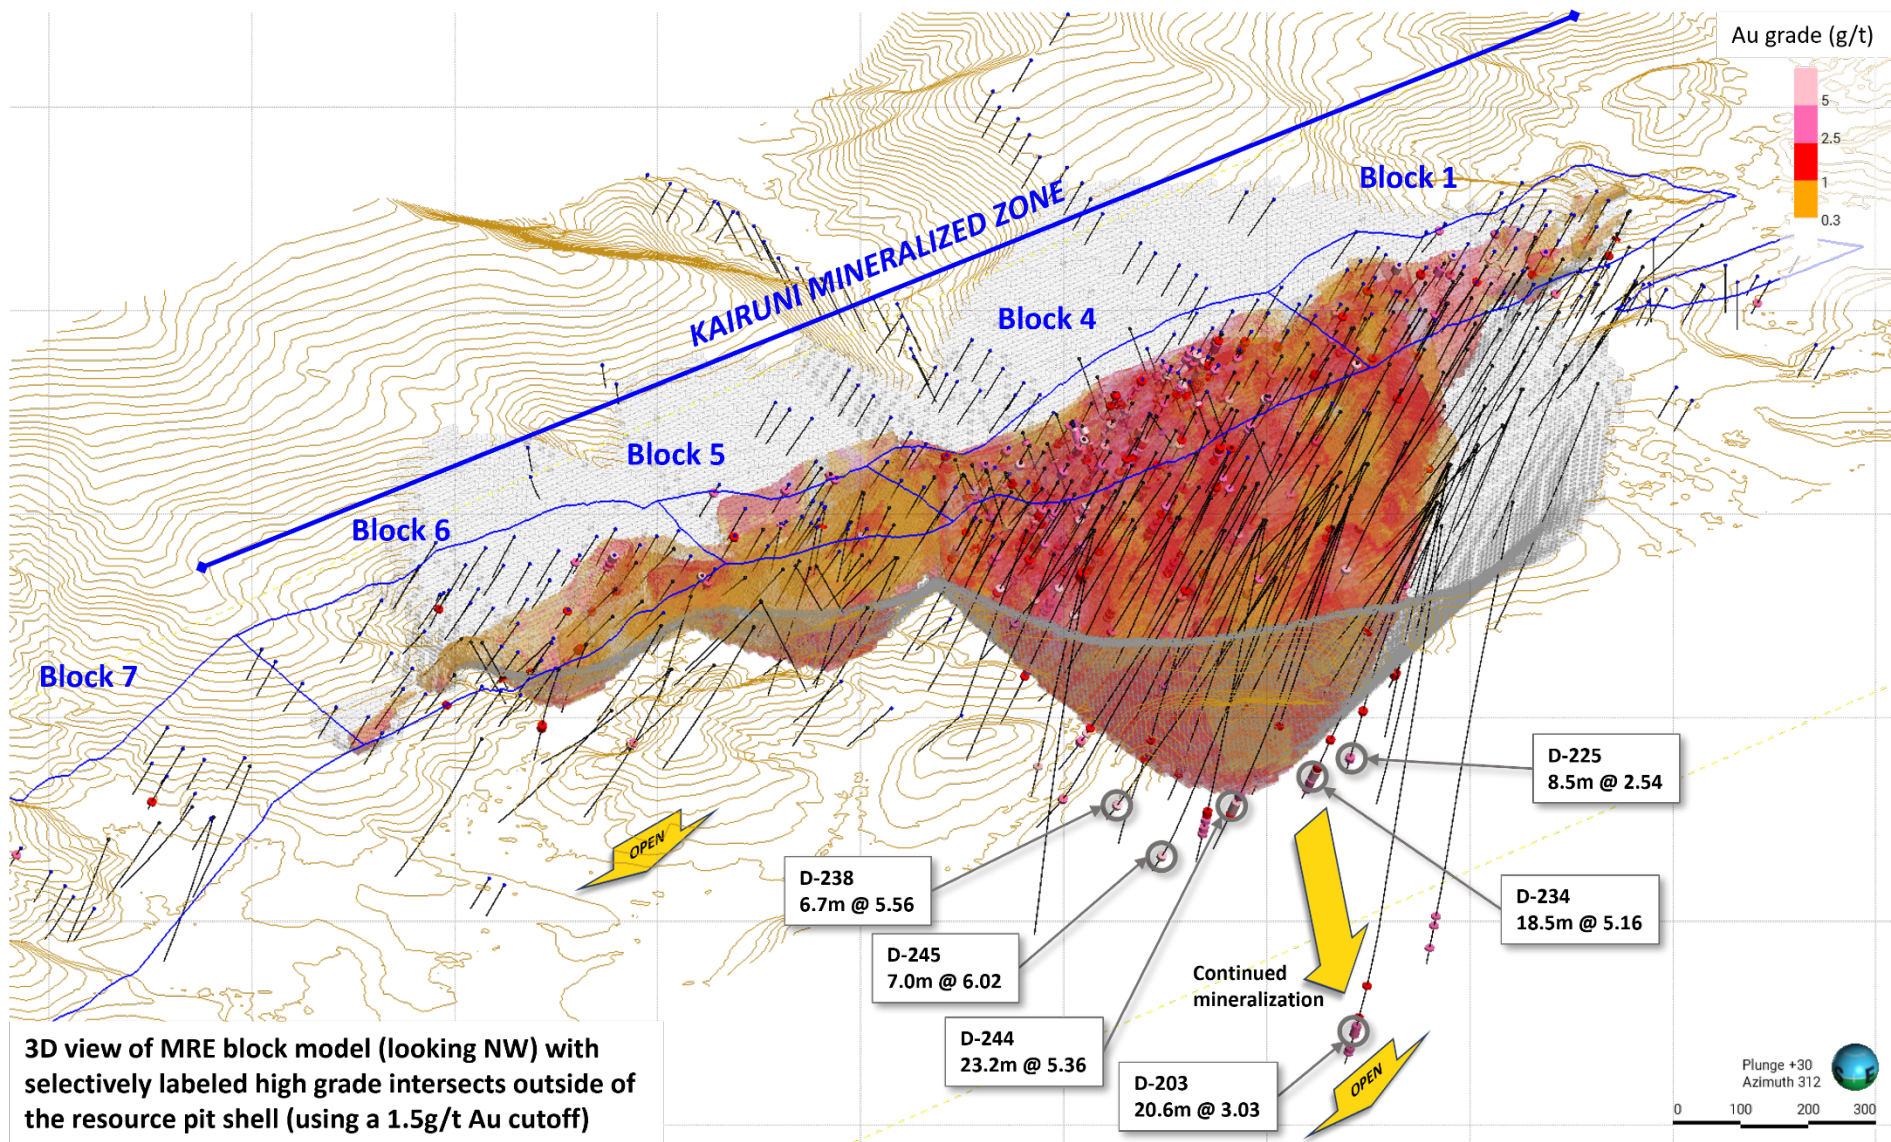 Au grade (g/t)
5
2.5
1
0.3
KAIRUNI MINERALIZED ZONE
Block 1
Block 4
Block 5
Block 6
Block 7
D-225
8.5m @ 2.54
D-238
6.7m @ 5.56
D-234
18.5m @ 5.16
D-245
7.0m @ 6.02
D-244
23.2m @ 5.36
D-203
20.6m @ 3.03
OPEN
Continued
mineralization
OPEN
3D view of MRE block model (looking NW) with
selectively labeled high grade intersects outside of
the resource pit shell (using a 1.5g/t Au cutoff)
Plunge +30
Azimuth 312
S E
0 100 200 300